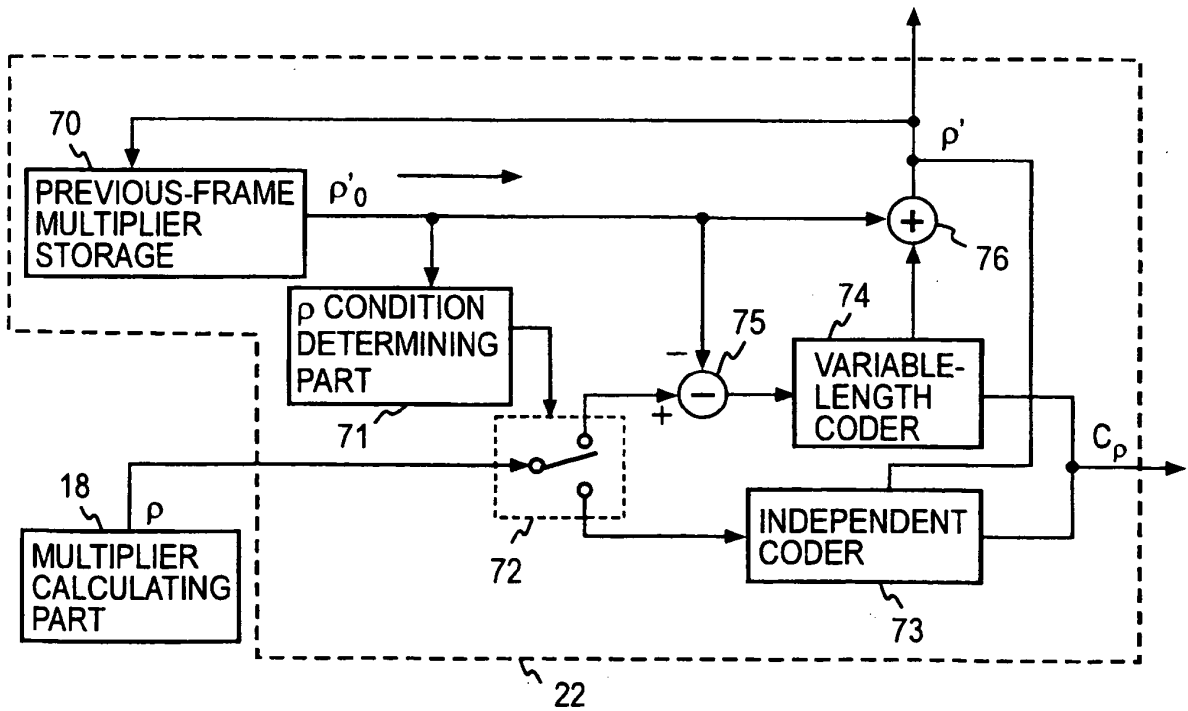 70
ρ'
PREVIOUS-FRAME
MULTIPLIER
STORAGE
ρ'₀
+
76
ρ CONDITION
DETERMINING
PART
71
−
75
−
+
74
VARIABLE-
LENGTH
CODER
Cρ
18
ρ
72
MULTIPLIER
CALCULATING
PART
INDEPENDENT
CODER
73
22